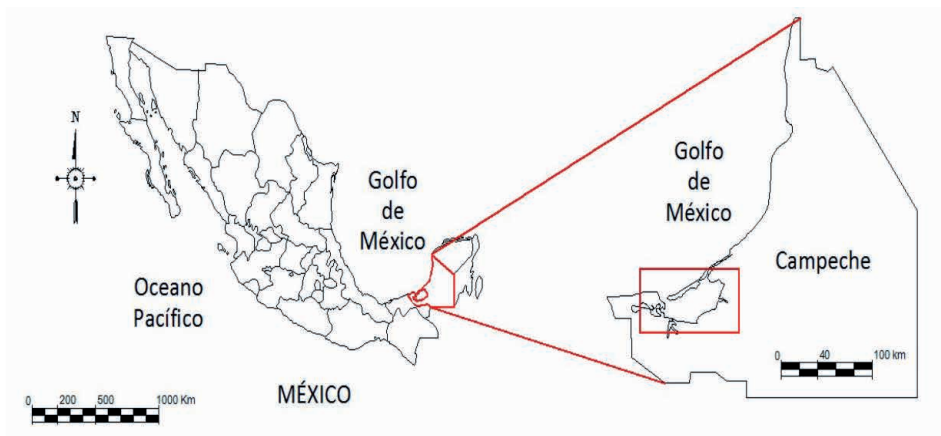 N
Golfo
de
México
Oceano
Pacífico
MÉXICO
0 200 500 1000 Km
Golfo
de
México
Campeche
0 40 100 km